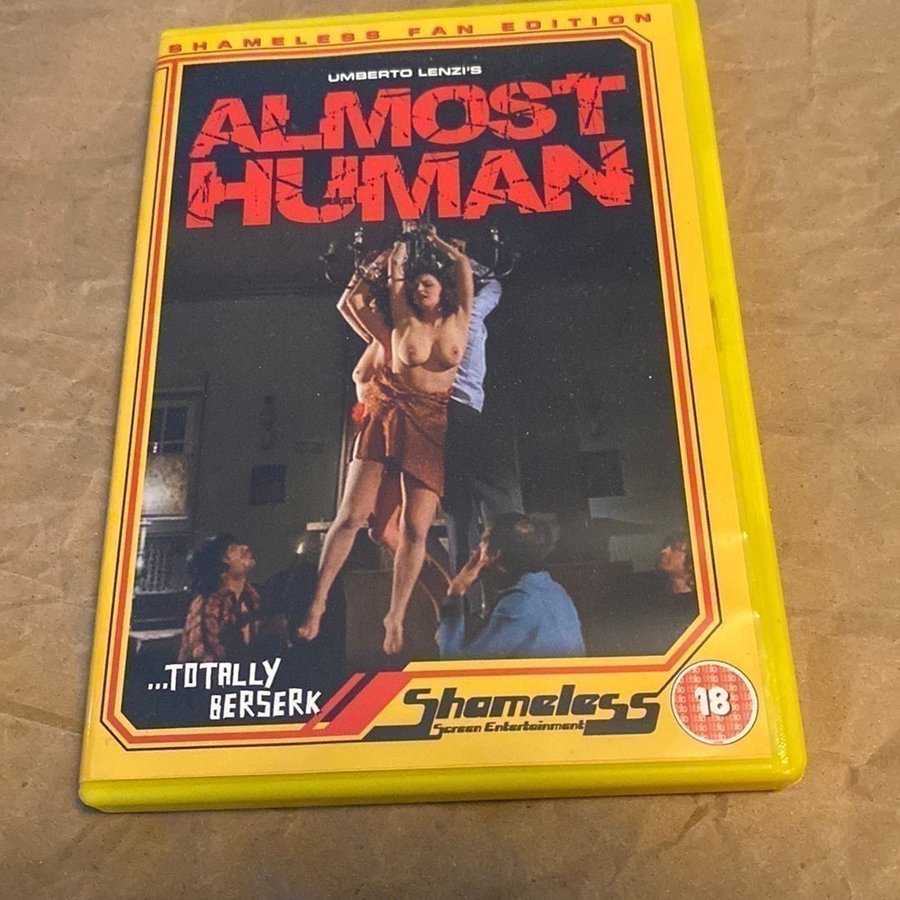 SHAMELESS FAN EDITION
UMBERTO LENZI'S
ALMOST
HUMAN
...TOTALLY
BERSERK
Shameless
Screen Entertainment
18